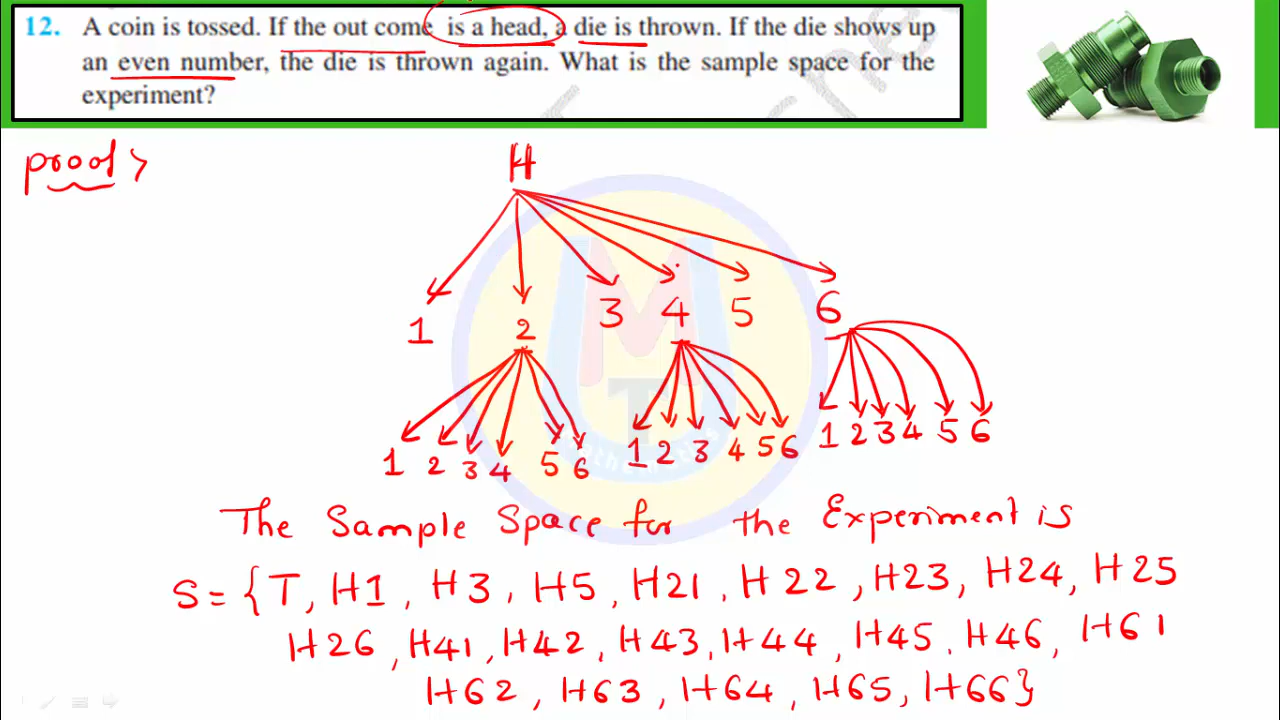 12. A coin is tossed. If the out come is a head, a die is thrown. If the die shows up
an even number, the die is thrown again. What is the sample space for the
experiment?
proof >
H
1 2 3 4 5 6
1 2 3 4 5 6 1 2 3 4 5 6 1 2 3 4 5 6
The Sample Space for the Experiment is
S = {T, H1, H3, H5, H21, H22, H23, H24, H25
H26, H41, H42, H43, H44, H45, H46, H61
H62, H63, H64, H65, H66}